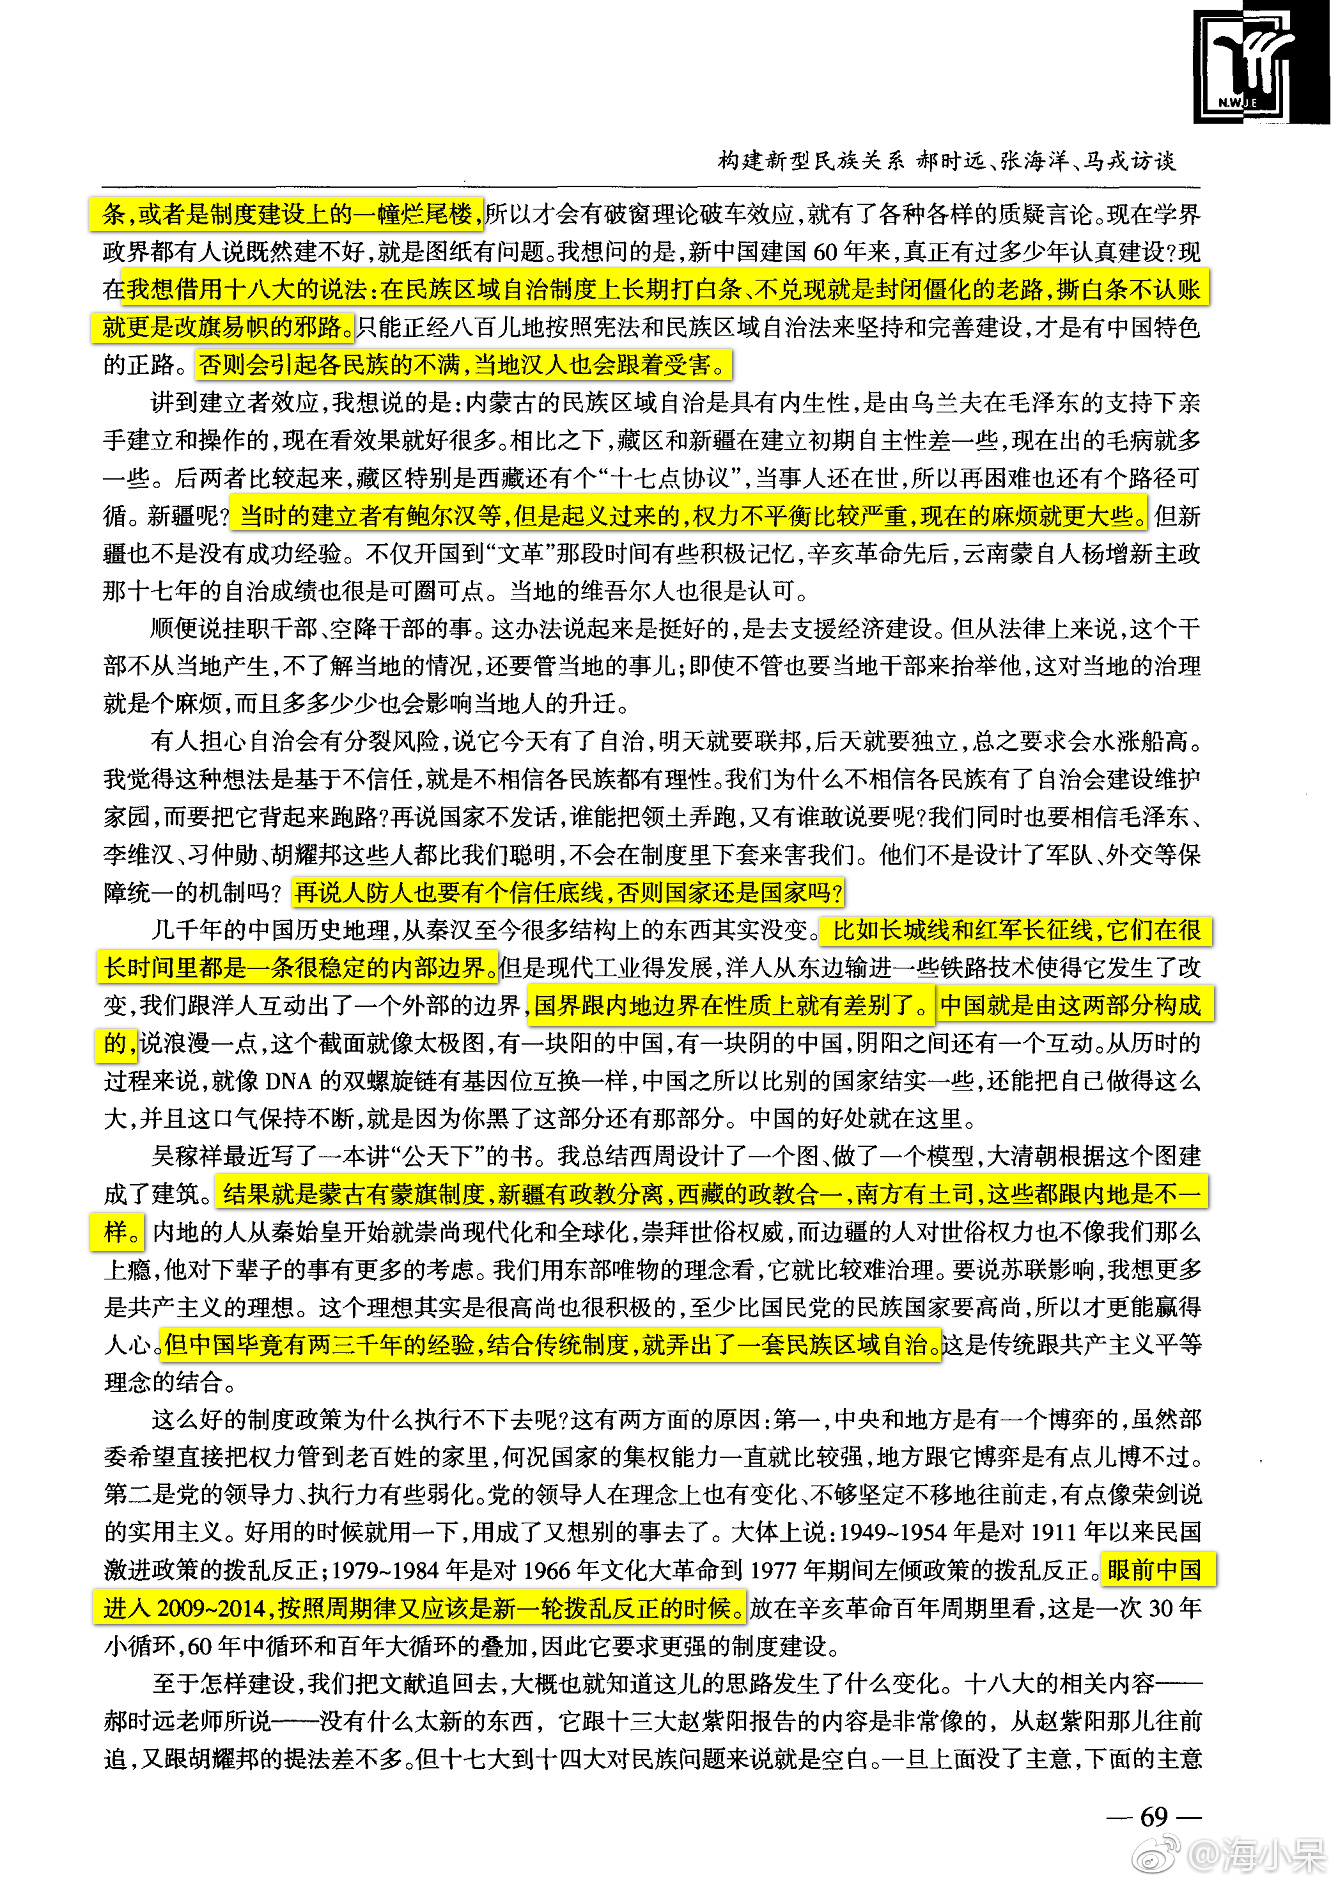 N.W.J E
构建新型民族关系 郝时远、张海洋、马戎访谈
条,或者是制度建设上的一幢烂尾楼,所以才会有破窗理论破车效应,就有了各种各样的质疑言论。现在学界
政界都有人说既然建不好,就是图纸有问题。我想问的是,新中国建国60年来,真正有过多少年认真建设?现
在我想借用十八大的说法:在民族区域自治制度上长期打白条、不兑现就是封闭僵化的老路,撕白条不认账
就更是改旗易帜的邪路。只能正经八百儿地按照宪法和民族区域自治法来坚持和完善建设,才是有中国特色
的正路。否则会引起各民族的不满,当地汉人也会跟着受害。
讲到建立者效应,我想说的是:内蒙古的民族区域自治是具有内生性,是由乌兰夫在毛泽东的支持下亲
手建立和操作的,现在看效果就好很多。相比之下,藏区和新疆在建立初期自主性差一些,现在出的毛病就多
一些。后两者比较起来,藏区特别是西藏还有个“十七点协议”,当事人还在世,所以再困难也还有个路径可
循。新疆呢?当时的建立者有鲍尔汉等,但是起义过来的,权力不平衡比较严重,现在的麻烦就更大些。但新
疆也不是没有成功经验。不仅开国到“文革”那段时间有些积极记忆,辛亥革命先后,云南蒙自人杨增新主政
那十七年的自治成绩也很是可圈可点。当地的维吾尔人也很是认可。
顺便说挂职干部、空降干部的事。这办法说起来是挺好的,是去支援经济建设。但从法律上来说,这个干
部不从当地产生,不了解当地的情况,还要管当地的事儿;即使不管也要当地干部来抬举他,这对当地的治理
就是个麻烦,而且多多少少也会影响当地人的升迁。
有人担心自治会有分裂风险,说它今天有了自治,明天就要联邦,后天就要独立,总之要求会水涨船高。
我觉得这种想法是基于不信任,就是不相信各民族都有理性。我们为什么不相信各民族有了自治会建设维护
家园,而要把它背起来跑路?再说国家不发话,谁能把领土弄跑,又有谁敢说要呢?我们同时也要相信毛泽东、
李维汉、习仲勋、胡耀邦这些人都比我们聪明,不会在制度里下套来害我们。他们不是设计了军队、外交等保
障统一的机制吗?再说人防人也要有个信任底线,否则国家还是国家吗?
几千年的中国历史地理,从秦汉至今很多结构上的东西其实没变。比如长城线和红军长征线,它们在很
长时间里都是一条很稳定的内部边界。但是现代工业得发展,洋人从东边输进一些铁路技术使得它发生了改
变,我们跟洋人互动出了一个外部的边界,国界跟内地边界在性质上就有差别了。中国就是由这两部分构成
的,说浪漫一点,这个截面就像太极图,有一块阳的中国,有一块阴的中国,阴阳之间还有一个互动。从历时的
过程来说,就像DNA的双螺旋链有基因位互换一样,中国之所以比别的国家结实一些,还能把自己做得这么
大,并且这口气保持不断,就是因为你黑了这部分还有那部分。中国的好处就在这里。
吴稼祥最近写了一本讲“公天下”的书。我总结西周设计了一个图、做了一个模型,大清朝根据这个图建
成了建筑。结果就是蒙古有蒙旗制度,新疆有政教分离,西藏的政教合一,南方有土司,这些都跟内地是不一
样。内地的人从秦始皇开始就崇尚现代化和全球化,崇拜世俗权威,而边疆的人对世俗权力也不像我们那么
上瘾,他对下辈子的事有更多的考虑。我们用东部唯物的理念看,它就比较难治理。要说苏联影响,我想更多
是共产主义的理想。这个理想其实是很高尚也很积极的,至少比国民党的民族国家要高尚,所以才更能赢得
人心。但中国毕竟有两三千年的经验,结合传统制度,就弄出了一套民族区域自治。这是传统跟共产主义平等
理念的结合。
这么好的制度政策为什么执行不下去呢?这有两方面的原因:第一,中央和地方是有一个博弈的,虽然部
委希望直接把权力管到老百姓的家里,何况国家的集权能力一直就比较强,地方跟它博弈是有点儿博不过。
第二是党的领导力、执行力有些弱化。党的领导人在理念上也有变化、不够坚定不移地往前走,有点像荣剑说
的实用主义。好用的时候就用一下,用成了又想别的事去了。大体上说:1949~1954年是对1911年以来民国
激进政策的拨乱反正;1979~1984年是对1966年文化大革命到1977年期间左倾政策的拨乱反正。眼前中国
进入2009~2014,按照周期律又应该是新一轮拨乱反正的时候。放在辛亥革命百年周期里看,这是一次30年
小循环,60年中循环和百年大循环的叠加,因此它要求更强的制度建设。
至于怎样建设,我们把文献追回去,大概也就知道这儿的思路发生了什么变化。十八大的相关内容——
郝时远老师所说——没有什么太新的东西,它跟十三大赵紫阳报告的内容是非常像的,从赵紫阳那儿往前
追,又跟胡耀邦的提法差不多。但十七大到十四大对民族问题来说就是空白。一旦上面没了主意,下面的主意
— 69 —
@海小呆